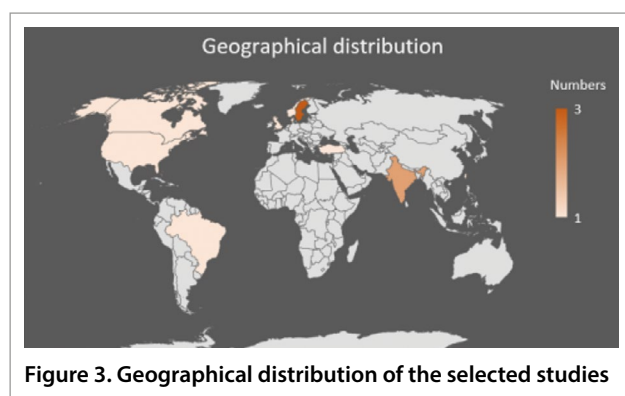 Geographical distribution
Numbers
3
1
Figure 3. Geographical distribution of the selected studies